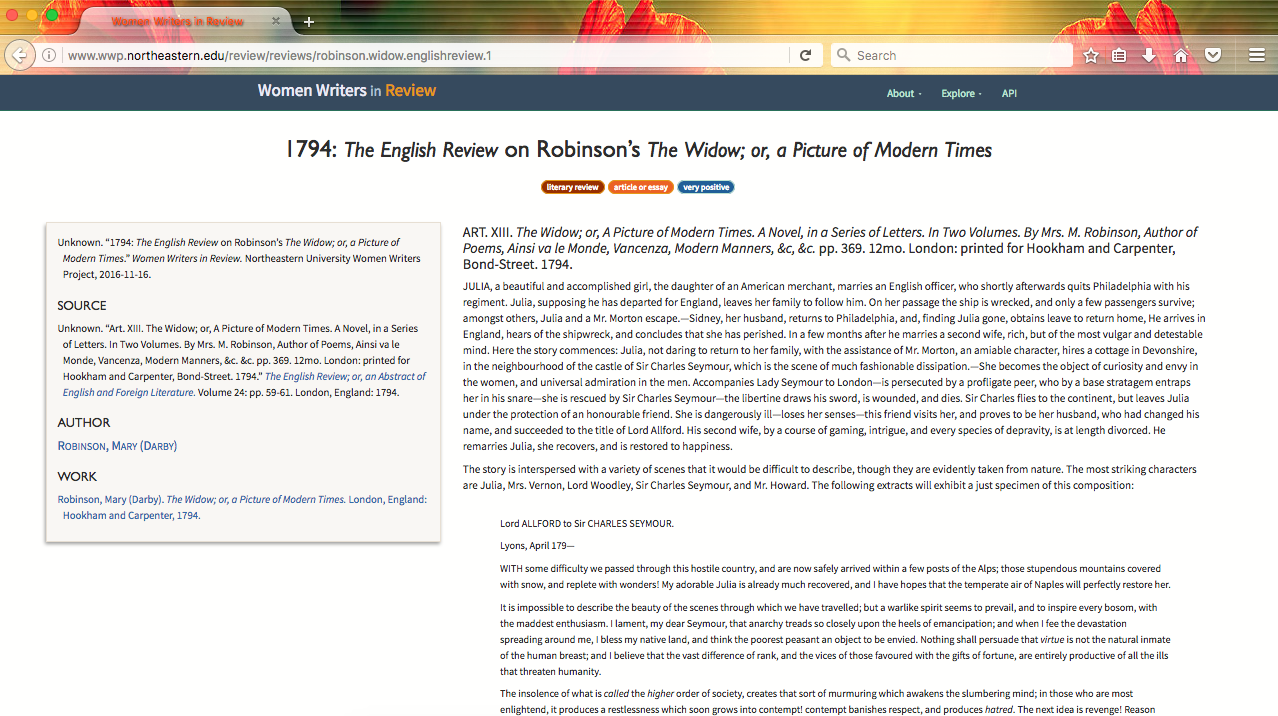 Women Writers in Review
www.wwp.northeastern.edu/review/reviews/robinson.widow.englishreview.1
Search
Women Writers in Review
About
Explore
API
1794: The English Review on Robinson’s The Widow; or, a Picture of Modern Times
literary review article or essay very positive
Unknown. “1794: The English Review on Robinson’s The Widow; or, a Picture of
Modern Times.” Women Writers in Review. Northeastern University Women Writers
Project, 2016-11-16.
SOURCE
Unknown. “Art. XIII. The Widow; or, A Picture of Modern Times. A Novel, in a Series
of Letters. In Two Volumes. By Mrs. M. Robinson, Author of Poems, Ainsi va le
Monde, Vancenza, Modern Manners, &c. &c. pp. 369. 12mo. London: printed for
Hookham and Carpenter, Bond-Street. 1794.” The English Review; or, an Abstract of
English and Foreign Literature. Volume 24: pp. 59-61. London, England: 1794.
AUTHOR
ROBINSON, MARY (DARBY)
WORK
Robinson, Mary (Darby). The Widow; or, a Picture of Modern Times. London, England:
Hookham and Carpenter, 1794.
ART. XIII. The Widow; or, A Picture of Modern Times. A Novel, in a Series of Letters. In Two Volumes. By Mrs. M. Robinson, Author of
Poems, Ainsi va le Monde, Vancenza, Modern Manners, &c, &c. pp. 369. 12mo. London: printed for Hookham and Carpenter,
Bond-Street. 1794.
JULIA, a beautiful and accomplished girl, the daughter of an American merchant, marries an English officer, who shortly afterwards quits Philadelphia with his
regiment. Julia, supposing he has departed for England, leaves her family to follow him. On her passage the ship is wrecked, and only a few passengers survive;
amongst others, Julia and a Mr. Morton escape.—Sidney, her husband, returns to Philadelphia, and, finding Julia gone, obtains leave to return home, He arrives in
England, hears of the shipwreck, and concludes that she has perished. In a few months after he marries a second wife, rich, but of the most vulgar and detestable
mind. Here the story commences: Julia, not daring to return to her family, with the assistance of Mr. Morton, an amiable character, hires a cottage in Devonshire,
in the neighbourhood of the castle of Sir Charles Seymour, which is the scene of much fashionable dissipation.—She becomes the object of curiosity and envy in
the women, and universal admiration in the men. Accompanies Lady Seymour to London—is persecuted by a profligate peer, who by a base stratagem entraps
her in his snare—she is rescued by Sir Charles Seymour—the libertine draws his sword, is wounded, and dies. Sir Charles flies to the continent, but leaves Julia
under the protection of an honourable friend. She is dangerously ill—loses her senses—this friend visits her, and proves to be her husband, who had changed his
name, and succeeded to the title of Lord Allford. His second wife, by a course of gaming, intrigue, and every species of depravity, is at length divorced. He
remarries Julia, she recovers, and is restored to happiness.
The story is interspersed with a variety of scenes that it would be difficult to describe, though they are evidently taken from nature. The most striking characters
are Julia, Mrs. Vernon, Lord Woodley, Sir Charles Seymour, and Mr. Howard. The following extracts will exhibit a just specimen of this composition:
Lord ALLFORD to Sir CHARLES SEYMOUR.
Lyons, April 179—
WITH some difficulty we passed through this hostile country, and are now safely arrived within a few posts of the Alps; those stupendous mountains covered
with snow, and replete with wonders! My adorable Julia is already much recovered, and I have hopes that the temperate air of Naples will perfectly restore her.
It is impossible to describe the beauty of the scenes through which we have travelled; but a warlike spirit seems to prevail, and to inspire every bosom, with
the maddest enthusiasm. I lament, my dear Seymour, that anarchy treads so closely upon the heels of emancipation; and when I fee the devastation
spreading around me, I bless my native land, and think the poorest peasant an object to be envied. Nothing shall persuade that virtue is not the natural inmate
of the human breast; and I believe that the vast difference of rank, and the vices of those favoured with the gifts of fortune, are entirely productive of all the ills
that threaten humanity.
The insolence of what is called the higher order of society, creates that sort of murmuring which awakens the slumbering mind; in those who are most
enlightend, it produces a restlessness which soon grows into contempt! contempt banishes respect, and produces hatred. The next idea is revenge! Reason